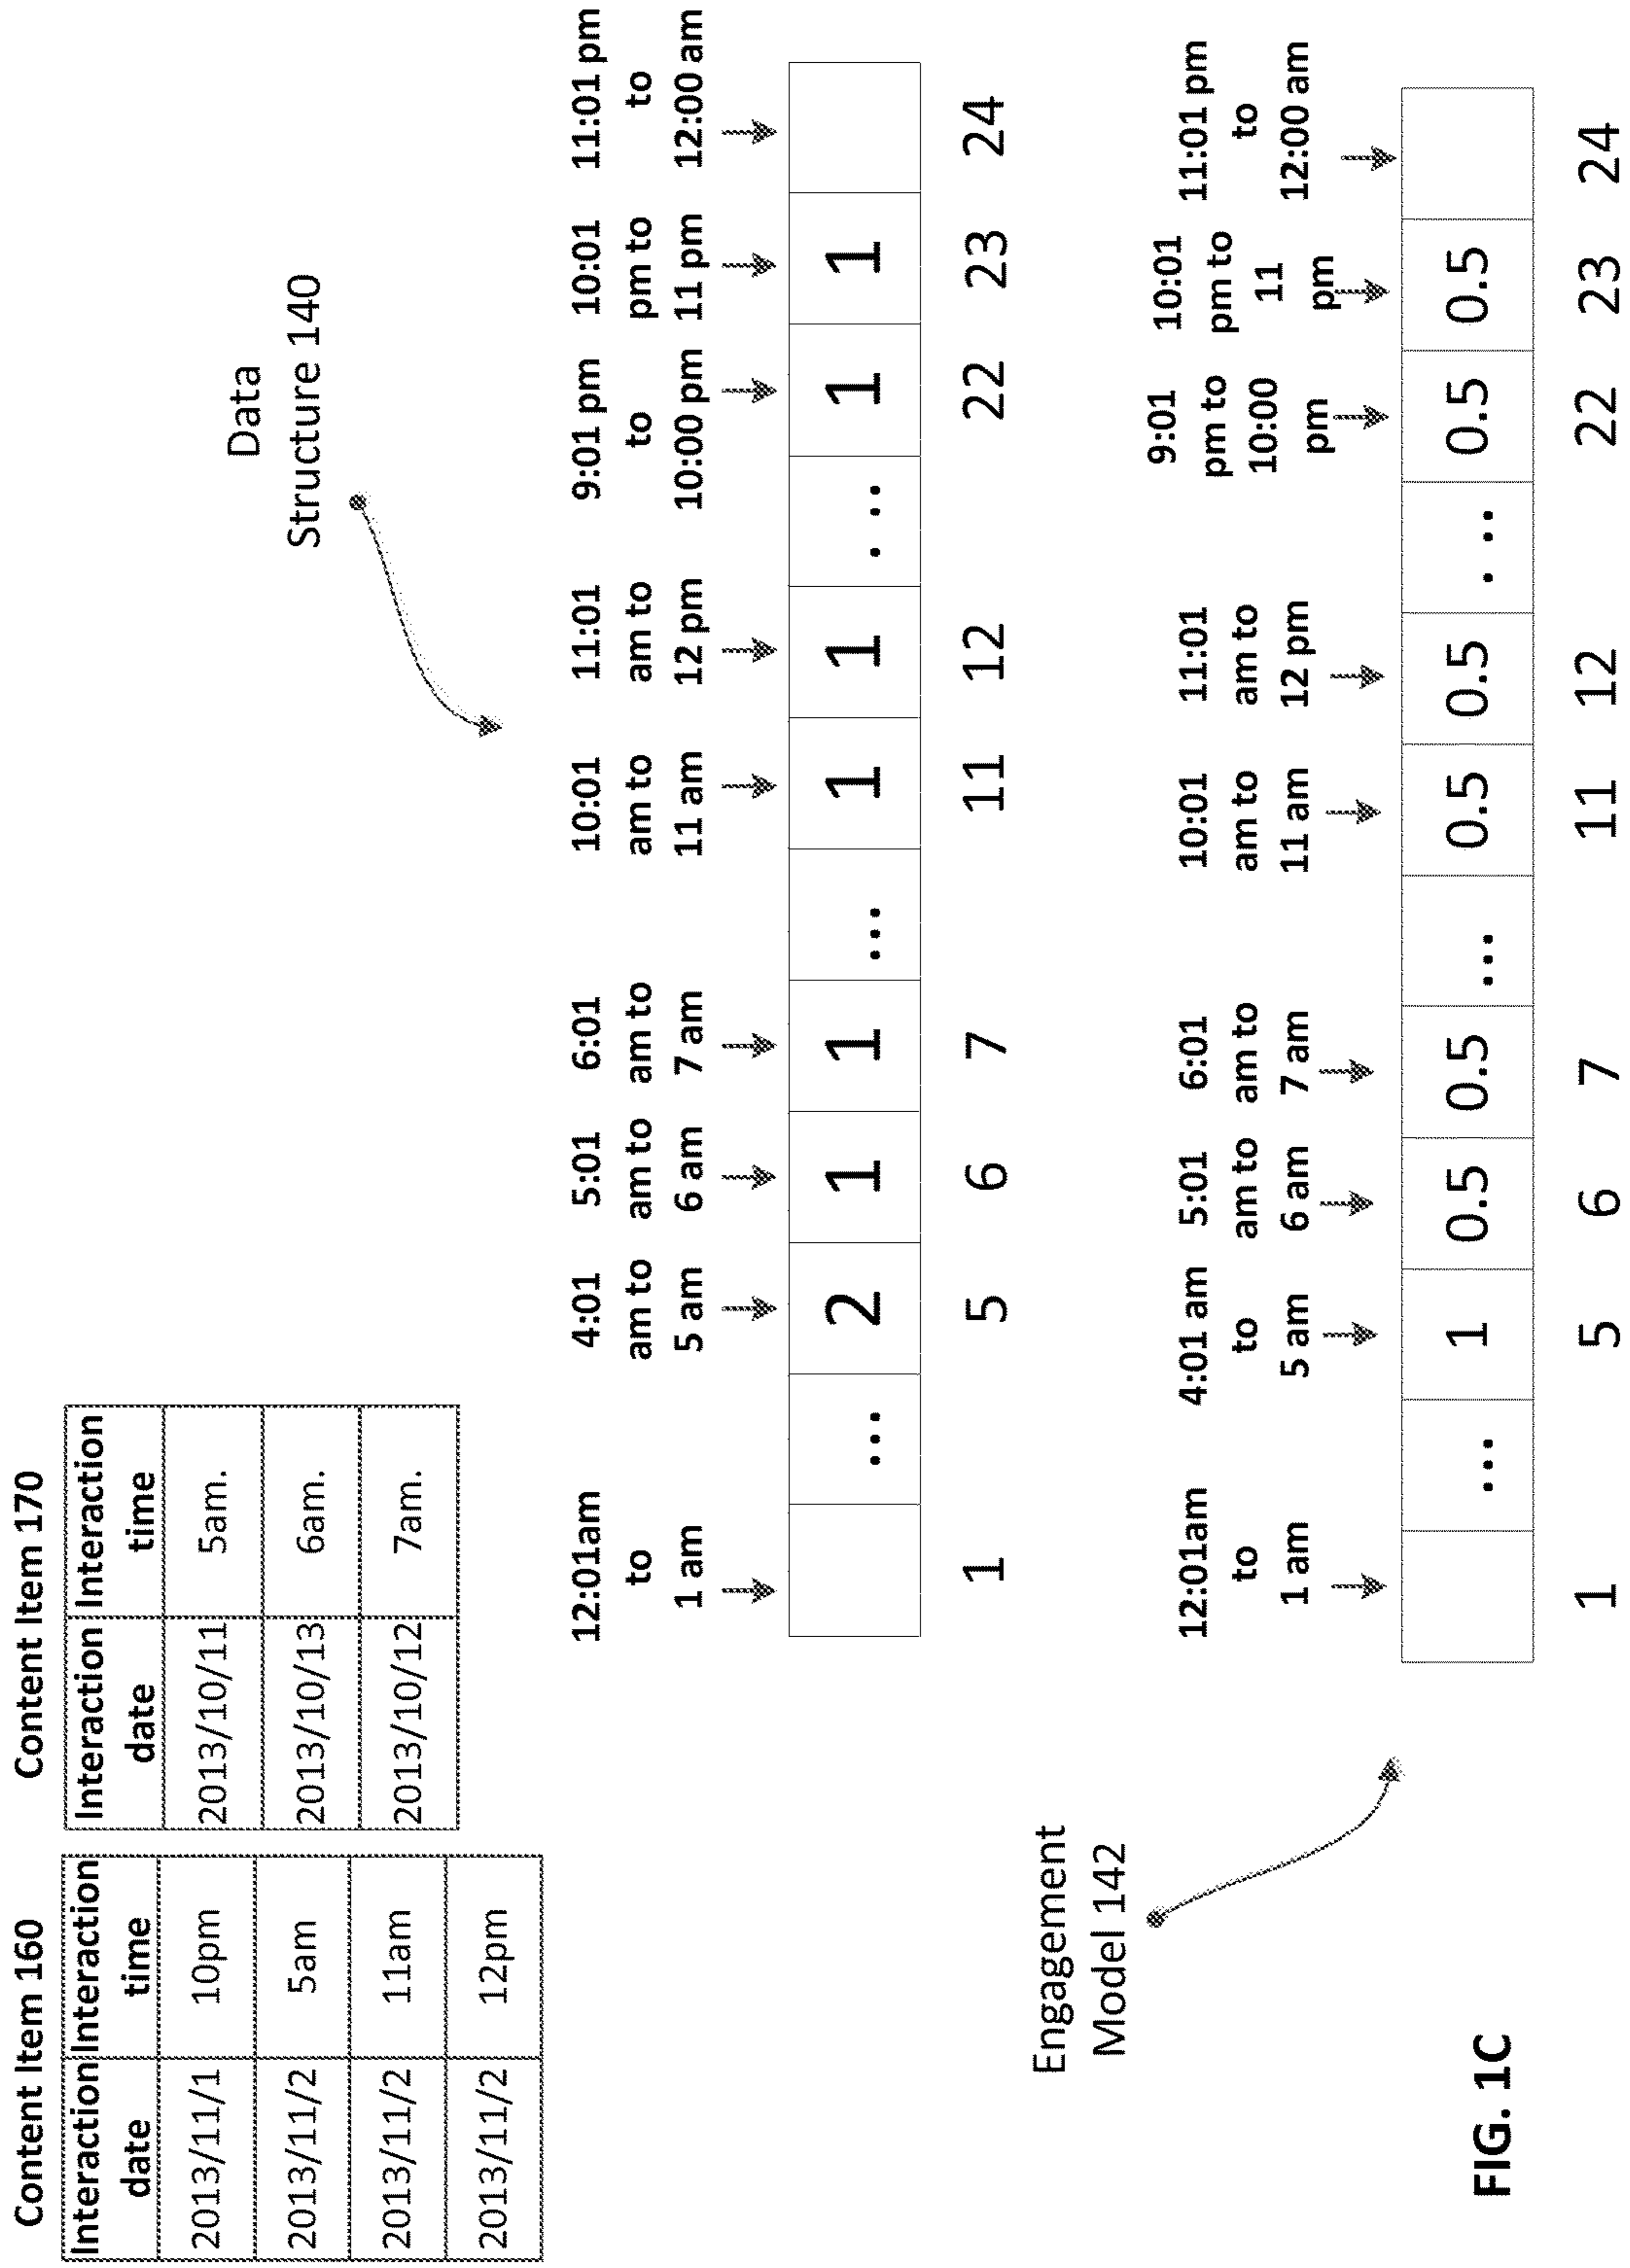 Content Item 160
Interaction date Interaction time
2013/11/1 10pm
2013/11/2 5am
2013/11/2 11am
2013/11/2 12pm
Content Item 170
Interaction date Interaction time
2013/10/11 5am.
2013/10/13 6am.
2013/10/12 7am.
Data
Structure 140
12:01am to 1 am
4:01 am to 5 am
5:01 am to 6 am
6:01 am to 7 am
10:01 am to 11 am
11:01 am to 12 pm
9:01 pm to 10:00 pm
10:01 pm to 11 pm
11:01 pm to 12:00 am
... 2 1 1 ... 1 1 ... 1 1
1 5 6 7 11 12 22 23 24
Engagement
Model 142
12:01am to 1 am
4:01 am to 5 am
5:01 am to 6 am
6:01 am to 7 am
10:01 am to 11 am
11:01 am to 12 pm
9:01 pm to 10:00 pm
10:01 pm to 11 pm
11:01 pm to 12:00 am
... 1 0.5 0.5 ... 0.5 0.5 ... 0.5 0.5
1 5 6 7 11 12 22 23 24
FIG. 1C